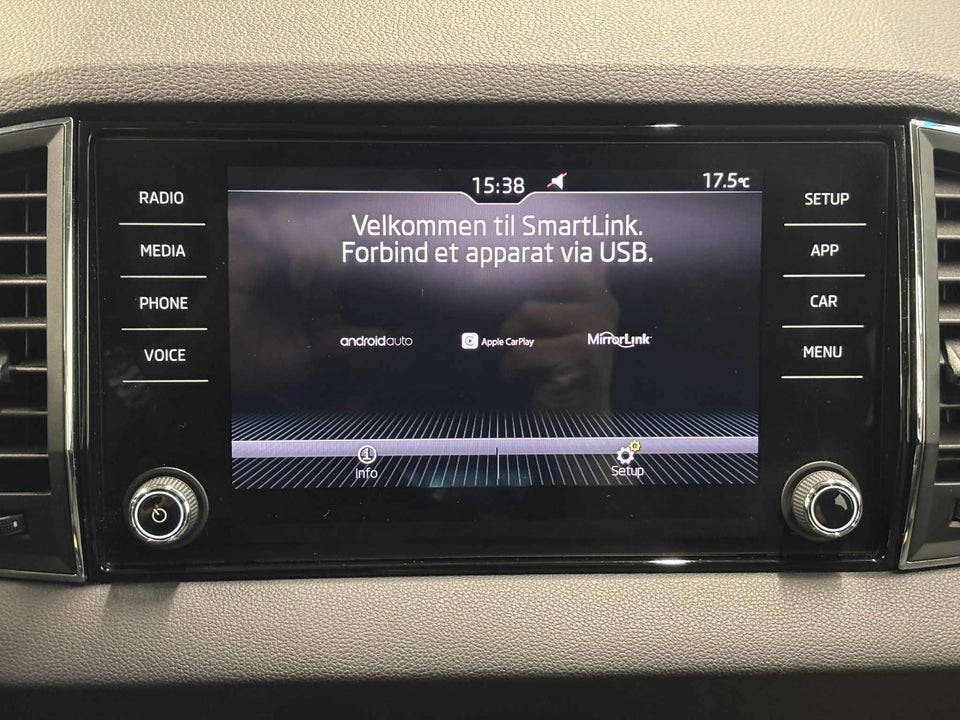 15:38
17.5°C
Velkommen til SmartLink.
Forbind et apparat via USB.
androidauto
Apple CarPlay
MirrorLink
Info
Setup
RADIO
MEDIA
PHONE
VOICE
SETUP
APP
CAR
MENU